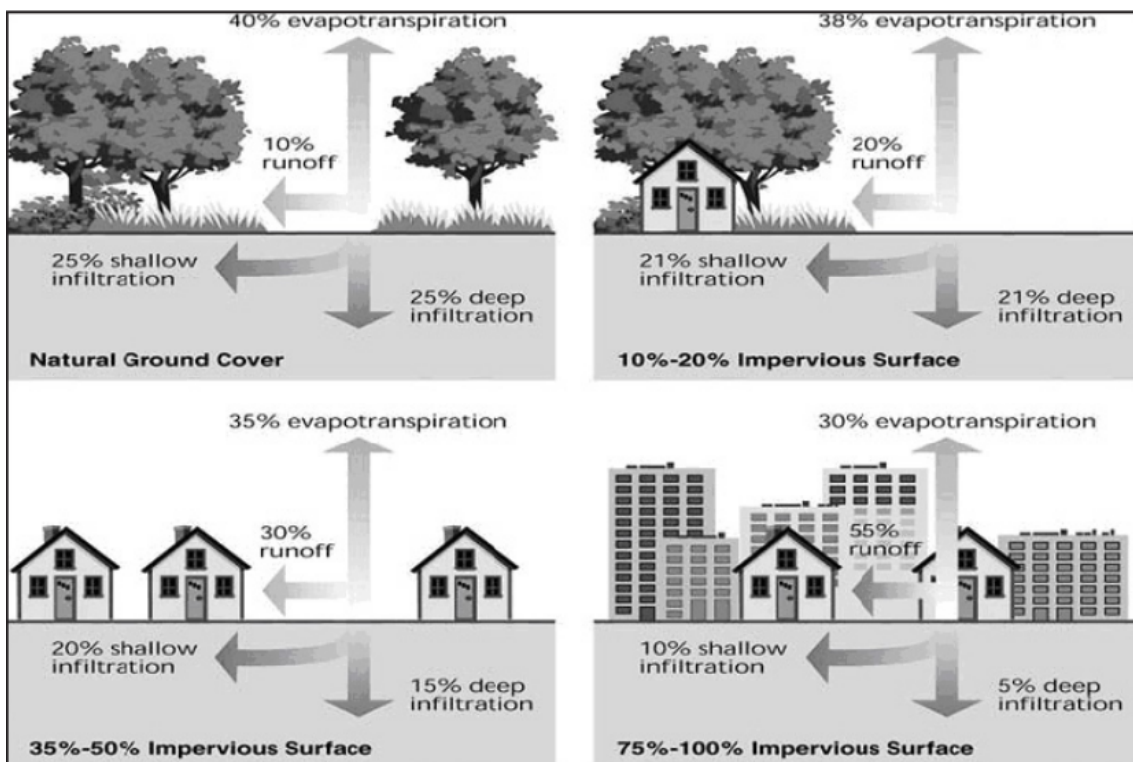 40% evapotranspiration
10%
runoff
25% shallow
infiltration
25% deep
infiltration
Natural Ground Cover
38% evapotranspiration
20%
runoff
21% shallow
infiltration
21% deep
infiltration
10%-20% Impervious Surface
35% evapotranspiration
30%
runoff
20% shallow
infiltration
15% deep
infiltration
35%-50% Impervious Surface
30% evapotranspiration
55%
runoff
10% shallow
infiltration
5% deep
infiltration
75%-100% Impervious Surface